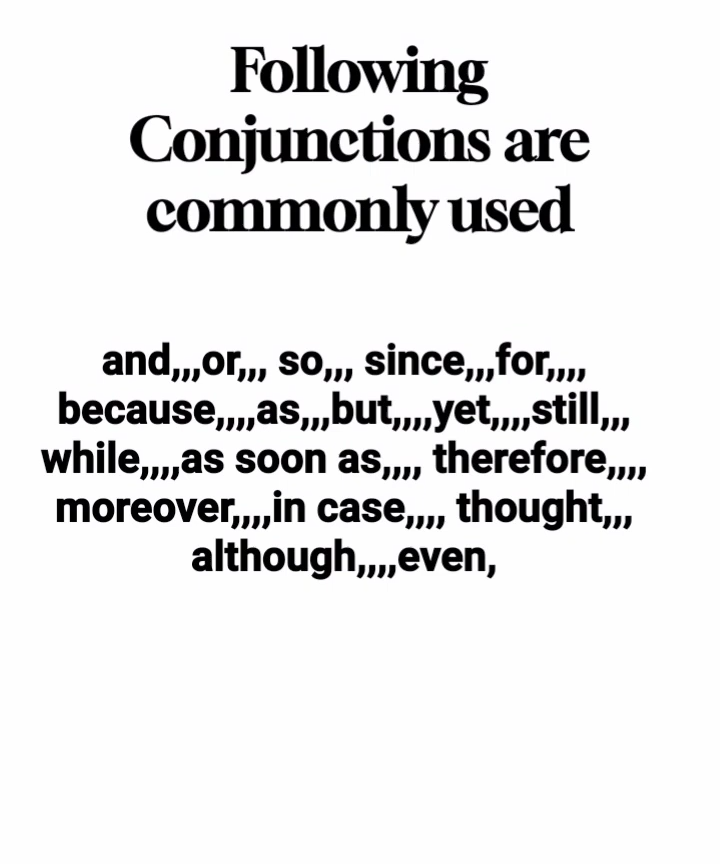 Following
Conjunctions are
commonly used
and,,,or,,, so,,, since,,,for,,,,
because,,,,as,,,but,,,,yet,,,,still,,,
while,,,,as soon as,,,, therefore,,,,
moreover,,,,in case,,,, thought,,,
although,,,,even,